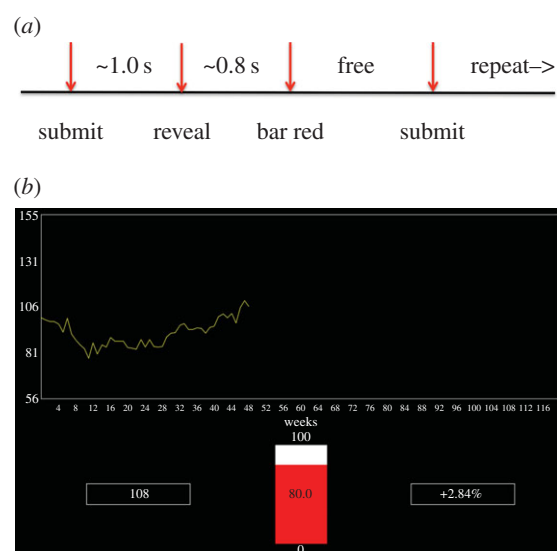 (a)
~1.0 s ~0.8 s free repeat–>
submit reveal bar red submit
(b)
155
131
106
81
56
4 8 12 16 20 24 28 32 36 40 44 48 52 56 60 64 68 72 76 80 84 88 92 96 100 104 108 112 116
weeks
100
108 80.0 +2.84%
0